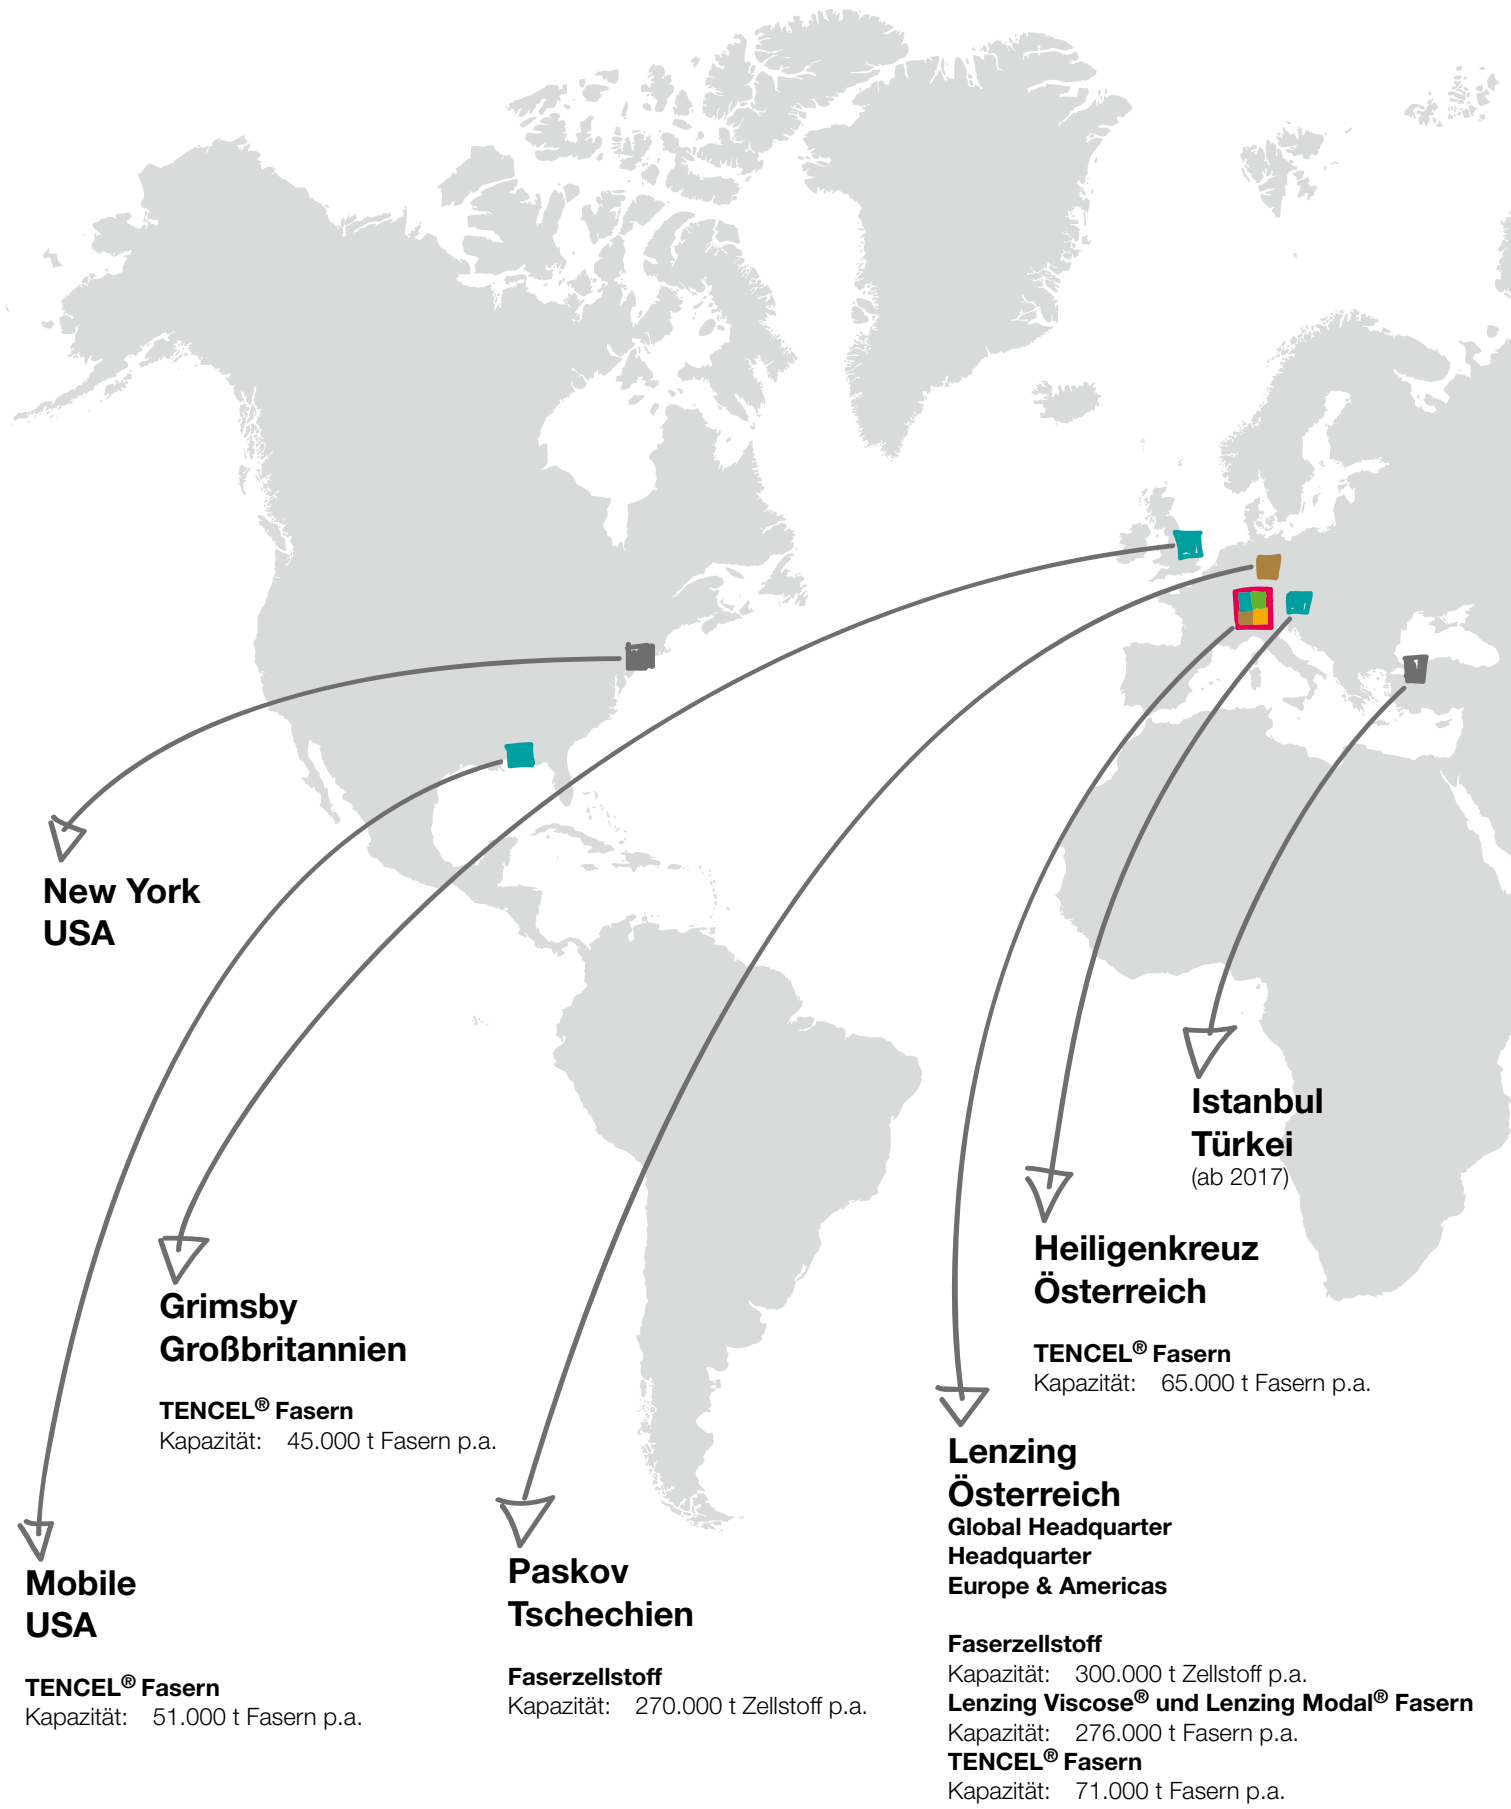 New York
USA
Istanbul
Türkei
(ab 2017)
Heiligenkreuz
Österreich
TENCEL® Fasern
Kapazität: 65.000 t Fasern p.a.
Grimsby
Großbritannien
TENCEL® Fasern
Kapazität: 45.000 t Fasern p.a.
Lenzing
Österreich
Global Headquarter
Headquarter
Europe & Americas
Faserzellstoff
Kapazität: 300.000 t Zellstoff p.a.
Lenzing Viscose® und Lenzing Modal® Fasern
Kapazität: 276.000 t Fasern p.a.
TENCEL® Fasern
Kapazität: 71.000 t Fasern p.a.
Paskov
Tschechien
Faserzellstoff
Kapazität: 270.000 t Zellstoff p.a.
Mobile
USA
TENCEL® Fasern
Kapazität: 51.000 t Fasern p.a.